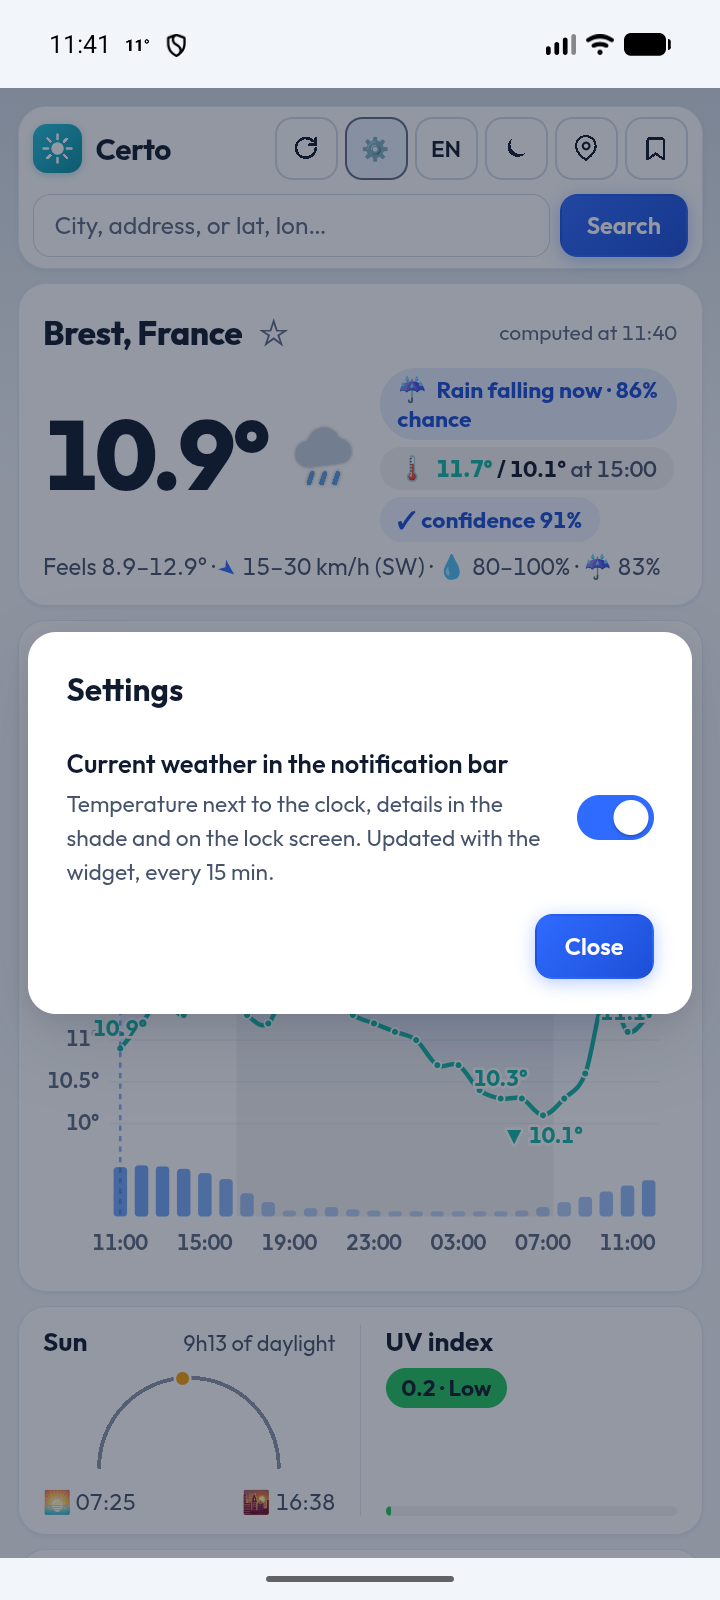 11:41 11°
Certo
EN
City, address, or lat, lon...
Search
Brest, France ☆
computed at 11:40
10.9°
☔ Rain falling now · 86%
chance
🌡️ 11.7° / 10.1° at 15:00
✓ confidence 91%
Feels 8.9–12.9° · 15–30 km/h (SW) · 💧 80–100% · ☔ 83%
Settings
Current weather in the notification bar
Temperature next to the clock, details in the
shade and on the lock screen. Updated with the
widget, every 15 min.
Close
11.1°
11°
10.9°
10.5°
10.3°
10°
▼ 10.1°
11:00 15:00 19:00 23:00 03:00 07:00 11:00
Sun
9h13 of daylight
07:25
16:38
UV index
0.2 · Low